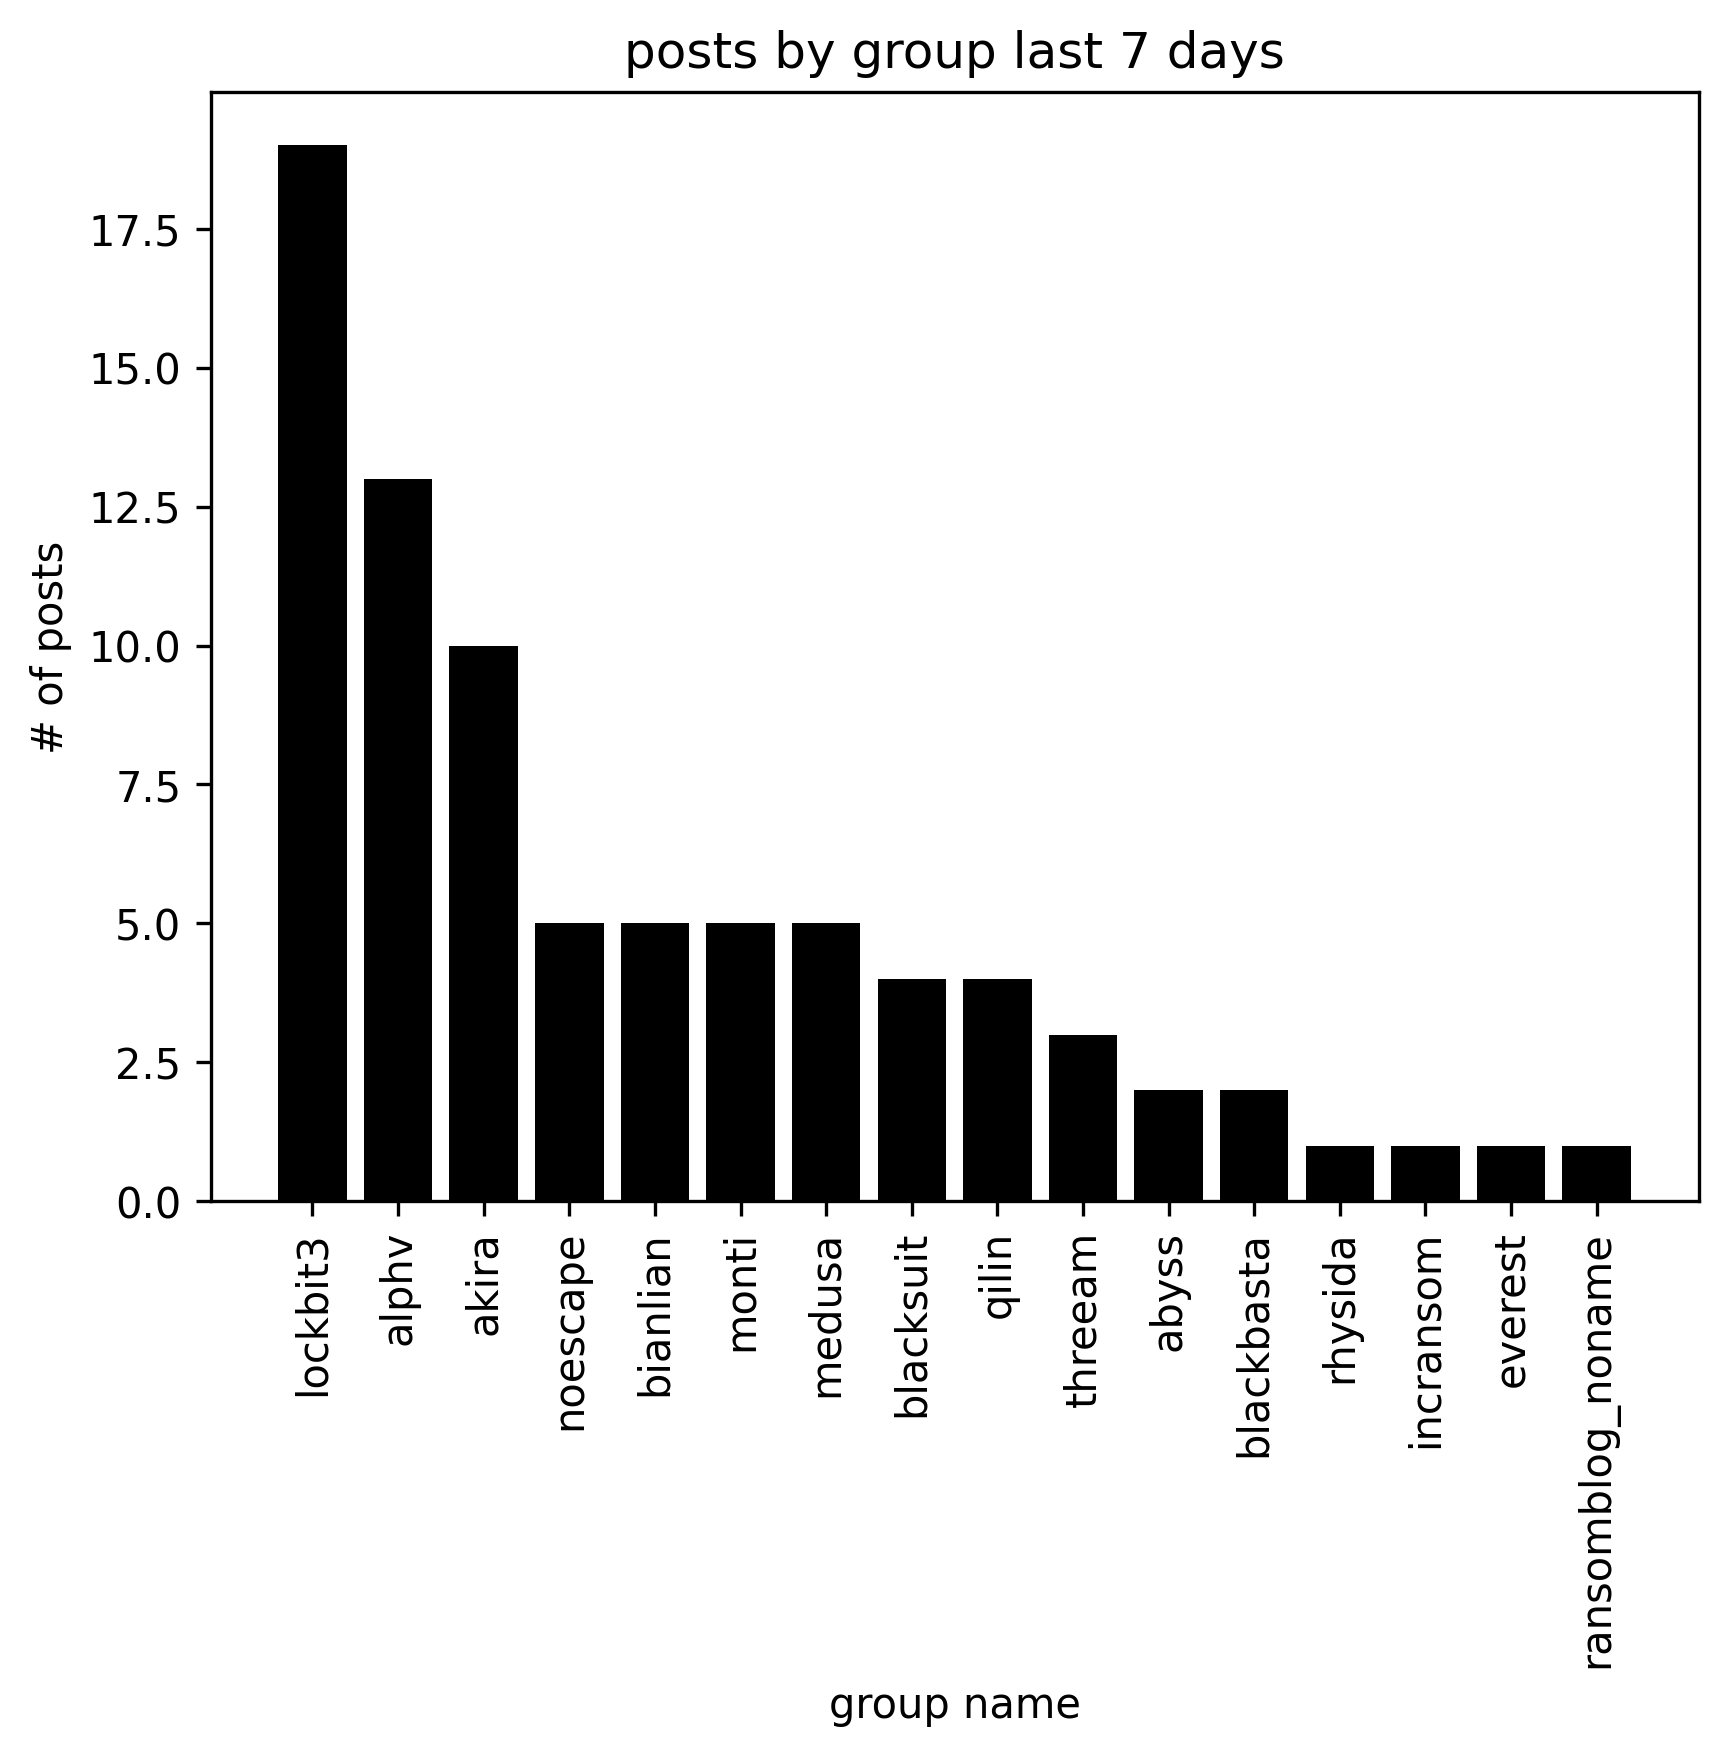 posts by group last 7 days
17.5
15.0
12.5
10.0
7.5
5.0
2.5
0.0
# of posts
lockbit3
alphv
akira
noescape
bianlian
monti
medusa
blacksuit
qilin
threeam
abyss
blackbasta
rhysida
incransom
everest
ransomblog_noname
group name